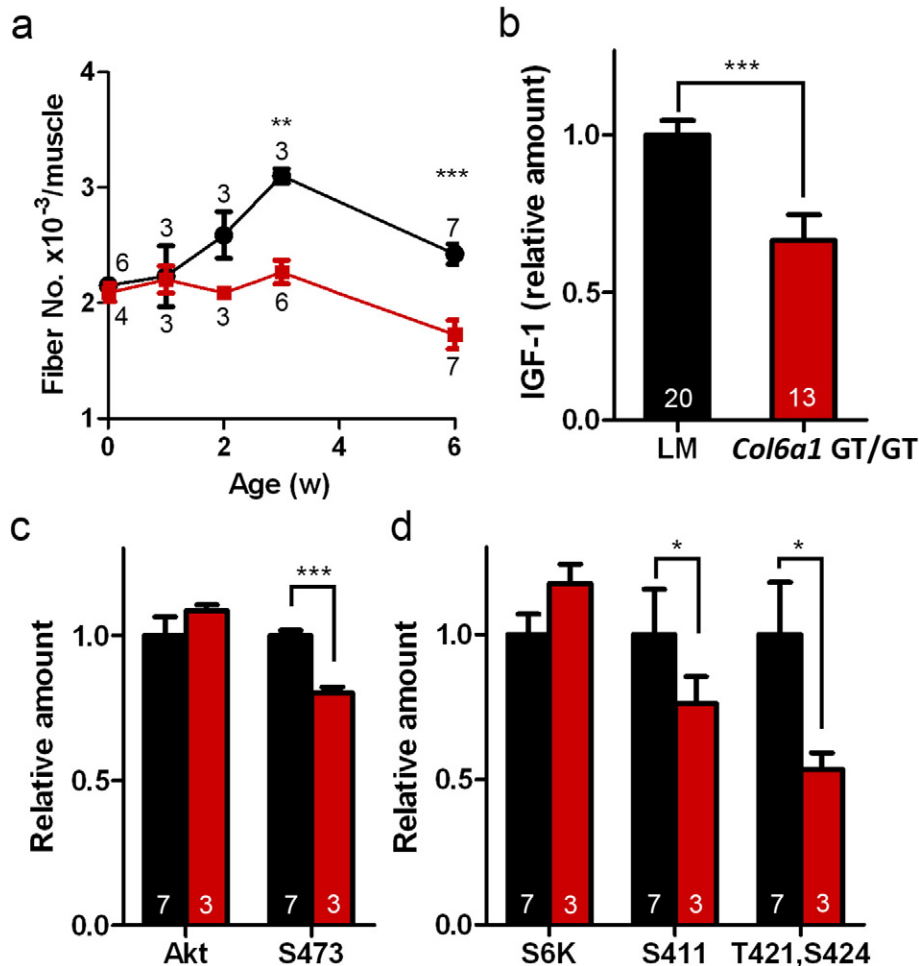 a
Fiber No. x10⁻³/muscle
4
3
2
1
6
3
3
3
**
***
7
4
3
3
6
7
0
2
4
6
Age (w)
b
IGF-1 (relative amount)
1.0
0.5
0.0
***
20
13
LM
Col6a1 GT/GT
c
Relative amount
1.0
0.5
0.0
***
7
3
7
3
Akt
S473
d
Relative amount
1.0
0.5
0.0
*
*
7
3
7
3
7
3
S6K
S411
T421,S424